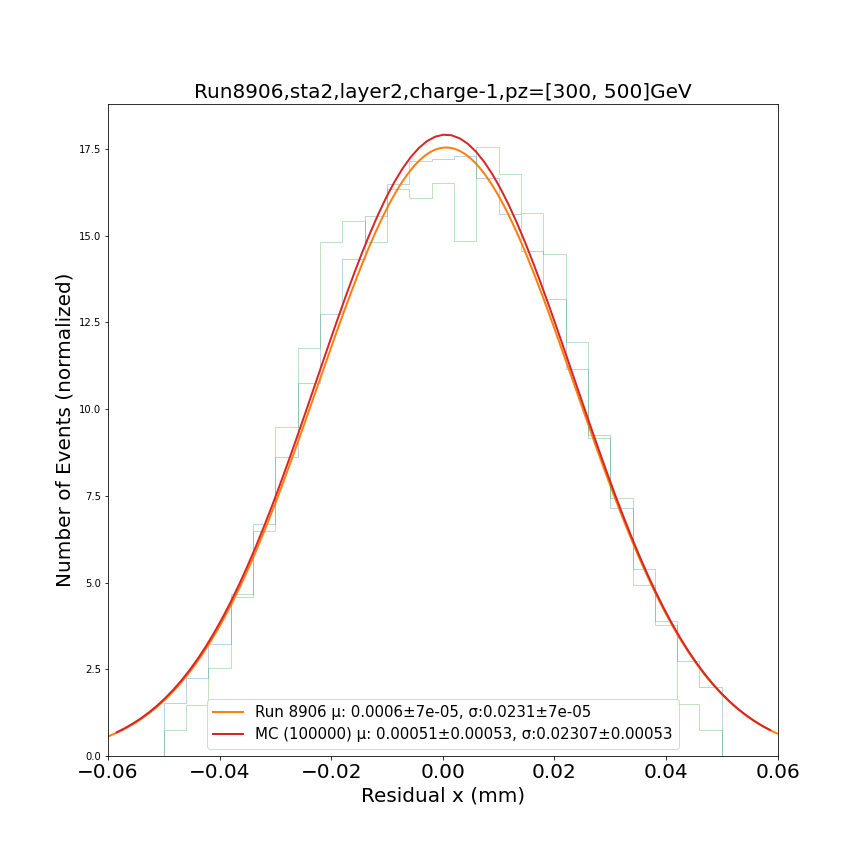 Run8906,sta2,layer2,charge-1,pz=[300, 500]GeV
Number of Events (normalized)
17.5
15.0
12.5
10.0
7.5
5.0
2.5
0.0
Run 8906 μ: 0.0006±7e-05, σ:0.0231±7e-05
MC (100000) μ: 0.00051±0.00053, σ:0.02307±0.00053
−0.06 −0.04 −0.02 0.00 0.02 0.04 0.06
Residual x (mm)